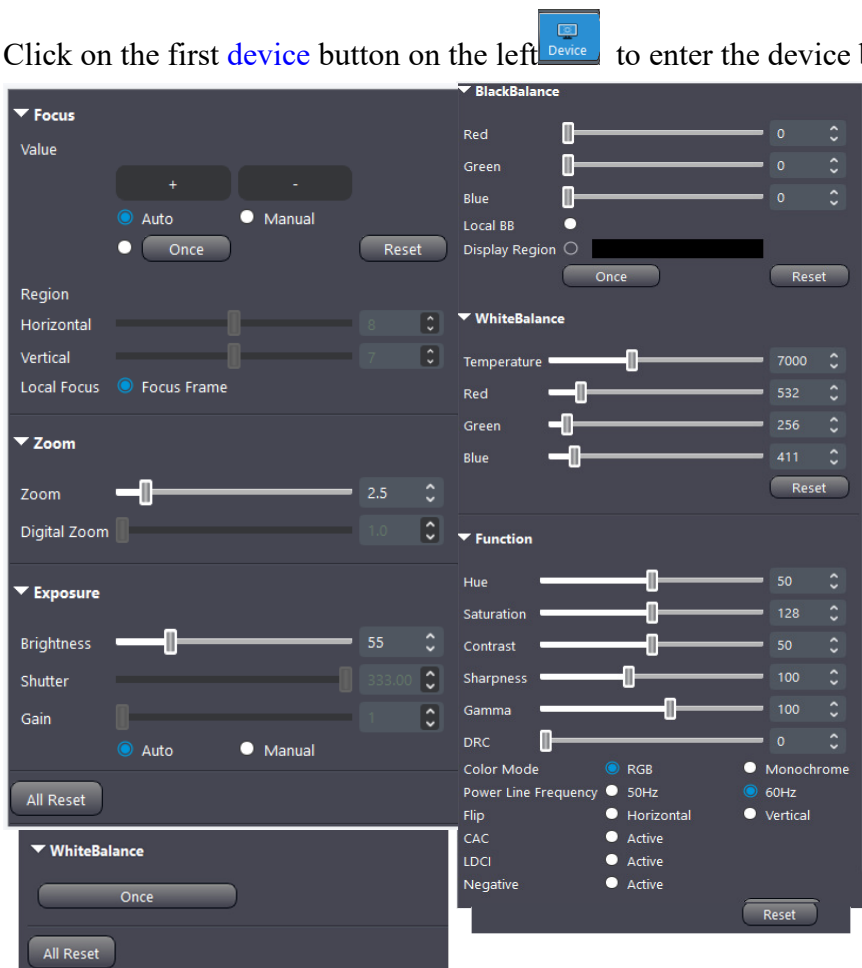 Click on the first device button on the left Device to enter the device
Focus
Value
+ -
Auto Manual
Once Reset
Region
Horizontal 8
Vertical 7
Local Focus Focus Frame
Zoom
Zoom 2.5
Digital Zoom 1.0
Exposure
Brightness 55
Shutter 333.00
Gain 1
Auto Manual
All Reset
WhiteBalance
Once
All Reset
BlackBalance
Red 0
Green 0
Blue 0
Local BB
Display Region
Once Reset
WhiteBalance
Temperature 7000
Red 532
Green 256
Blue 411
Reset
Function
Hue 50
Saturation 128
Contrast 50
Sharpness 100
Gamma 100
DRC 0
Color Mode RGB Monochrome
Power Line Frequency 50Hz 60Hz
Flip Horizontal Vertical
CAC Active
LDCI Active
Negative Active
Reset